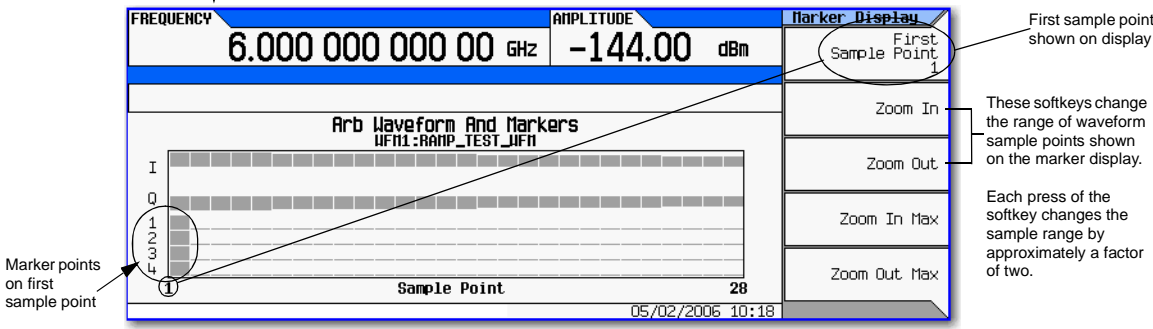 FREQUENCY
AMPLITUDE
6.000 000 000 00 GHz
-144.00 dBm
Arb Waveform And Markers
WFM1:RAMP_TEST_WFM
I
Q
1
2
3
4
1
Sample Point
28
05/02/2006 10:18
Marker Display
First
Sample Point
1
Zoom In
Zoom Out
Zoom In Max
Zoom Out Max
Marker points
on first
sample point
First sample point
shown on display
These softkeys change
the range of waveform
sample points shown
on the marker display.
Each press of the
softkey changes the
sample range by
approximately a factor
of two.